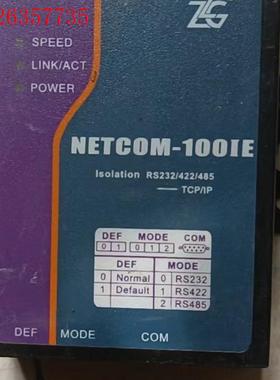 26357735
ZLG
SPEED
LINK/ACT
POWER
NETCOM-100IE
Isolation RS232/422/485
TCP/IP
DEF MODE COM
0 1 0 1 2
DEF MODE
0 Normal 0 RS232
1 Default 1 RS422
2 RS485
DEF MODE COM